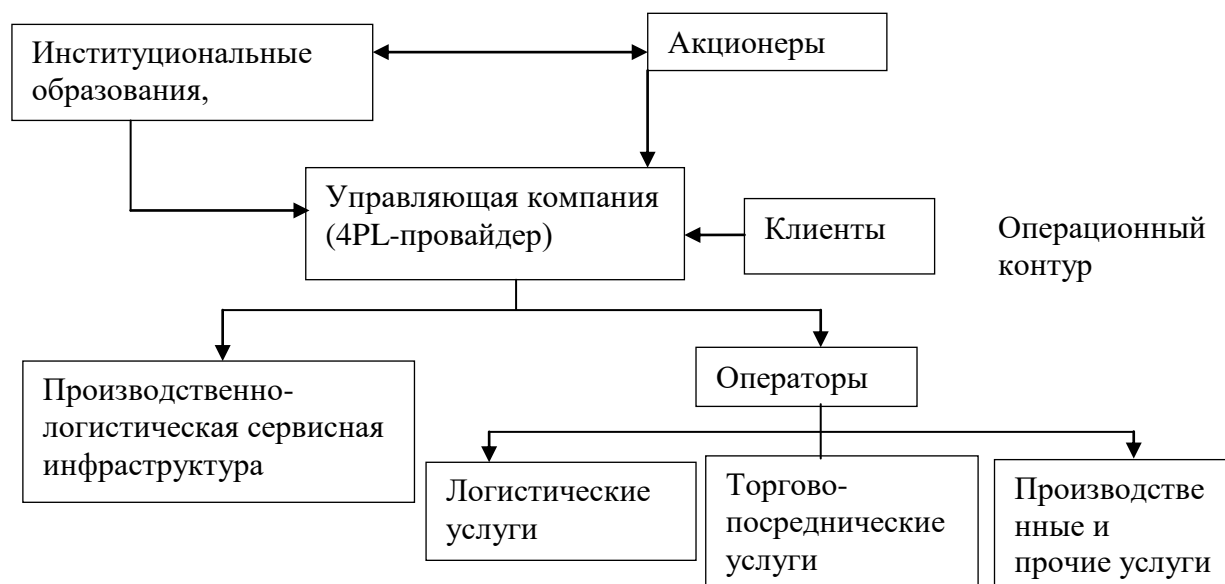 Институциональные
образования,
Акционеры
Управляющая компания
(4PL-провайдер)
Клиенты
Операционный
контур
Производственно-
логистическая сервисная
инфраструктура
Операторы
Логистические
услуги
Торгово-
посреднические
услуги
Производстве
нные и
прочие услуги